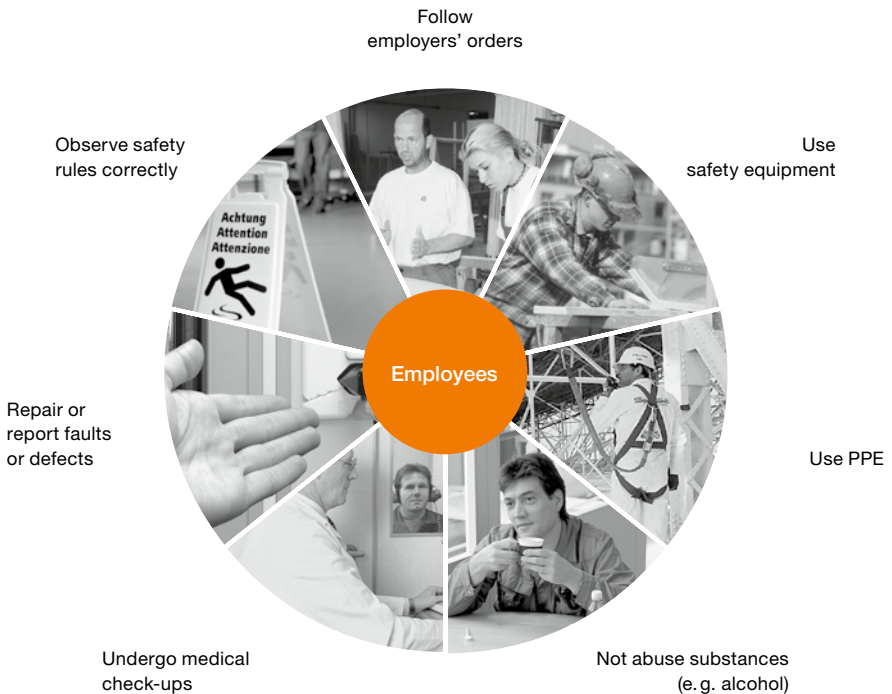 Follow
employers’ orders
Observe safety
rules correctly
Use
safety equipment
Achtung
Attention
Attenzione
Employees
Repair or
report faults
or defects
Use PPE
Undergo medical
check-ups
Not abuse substances
(e. g. alcohol)